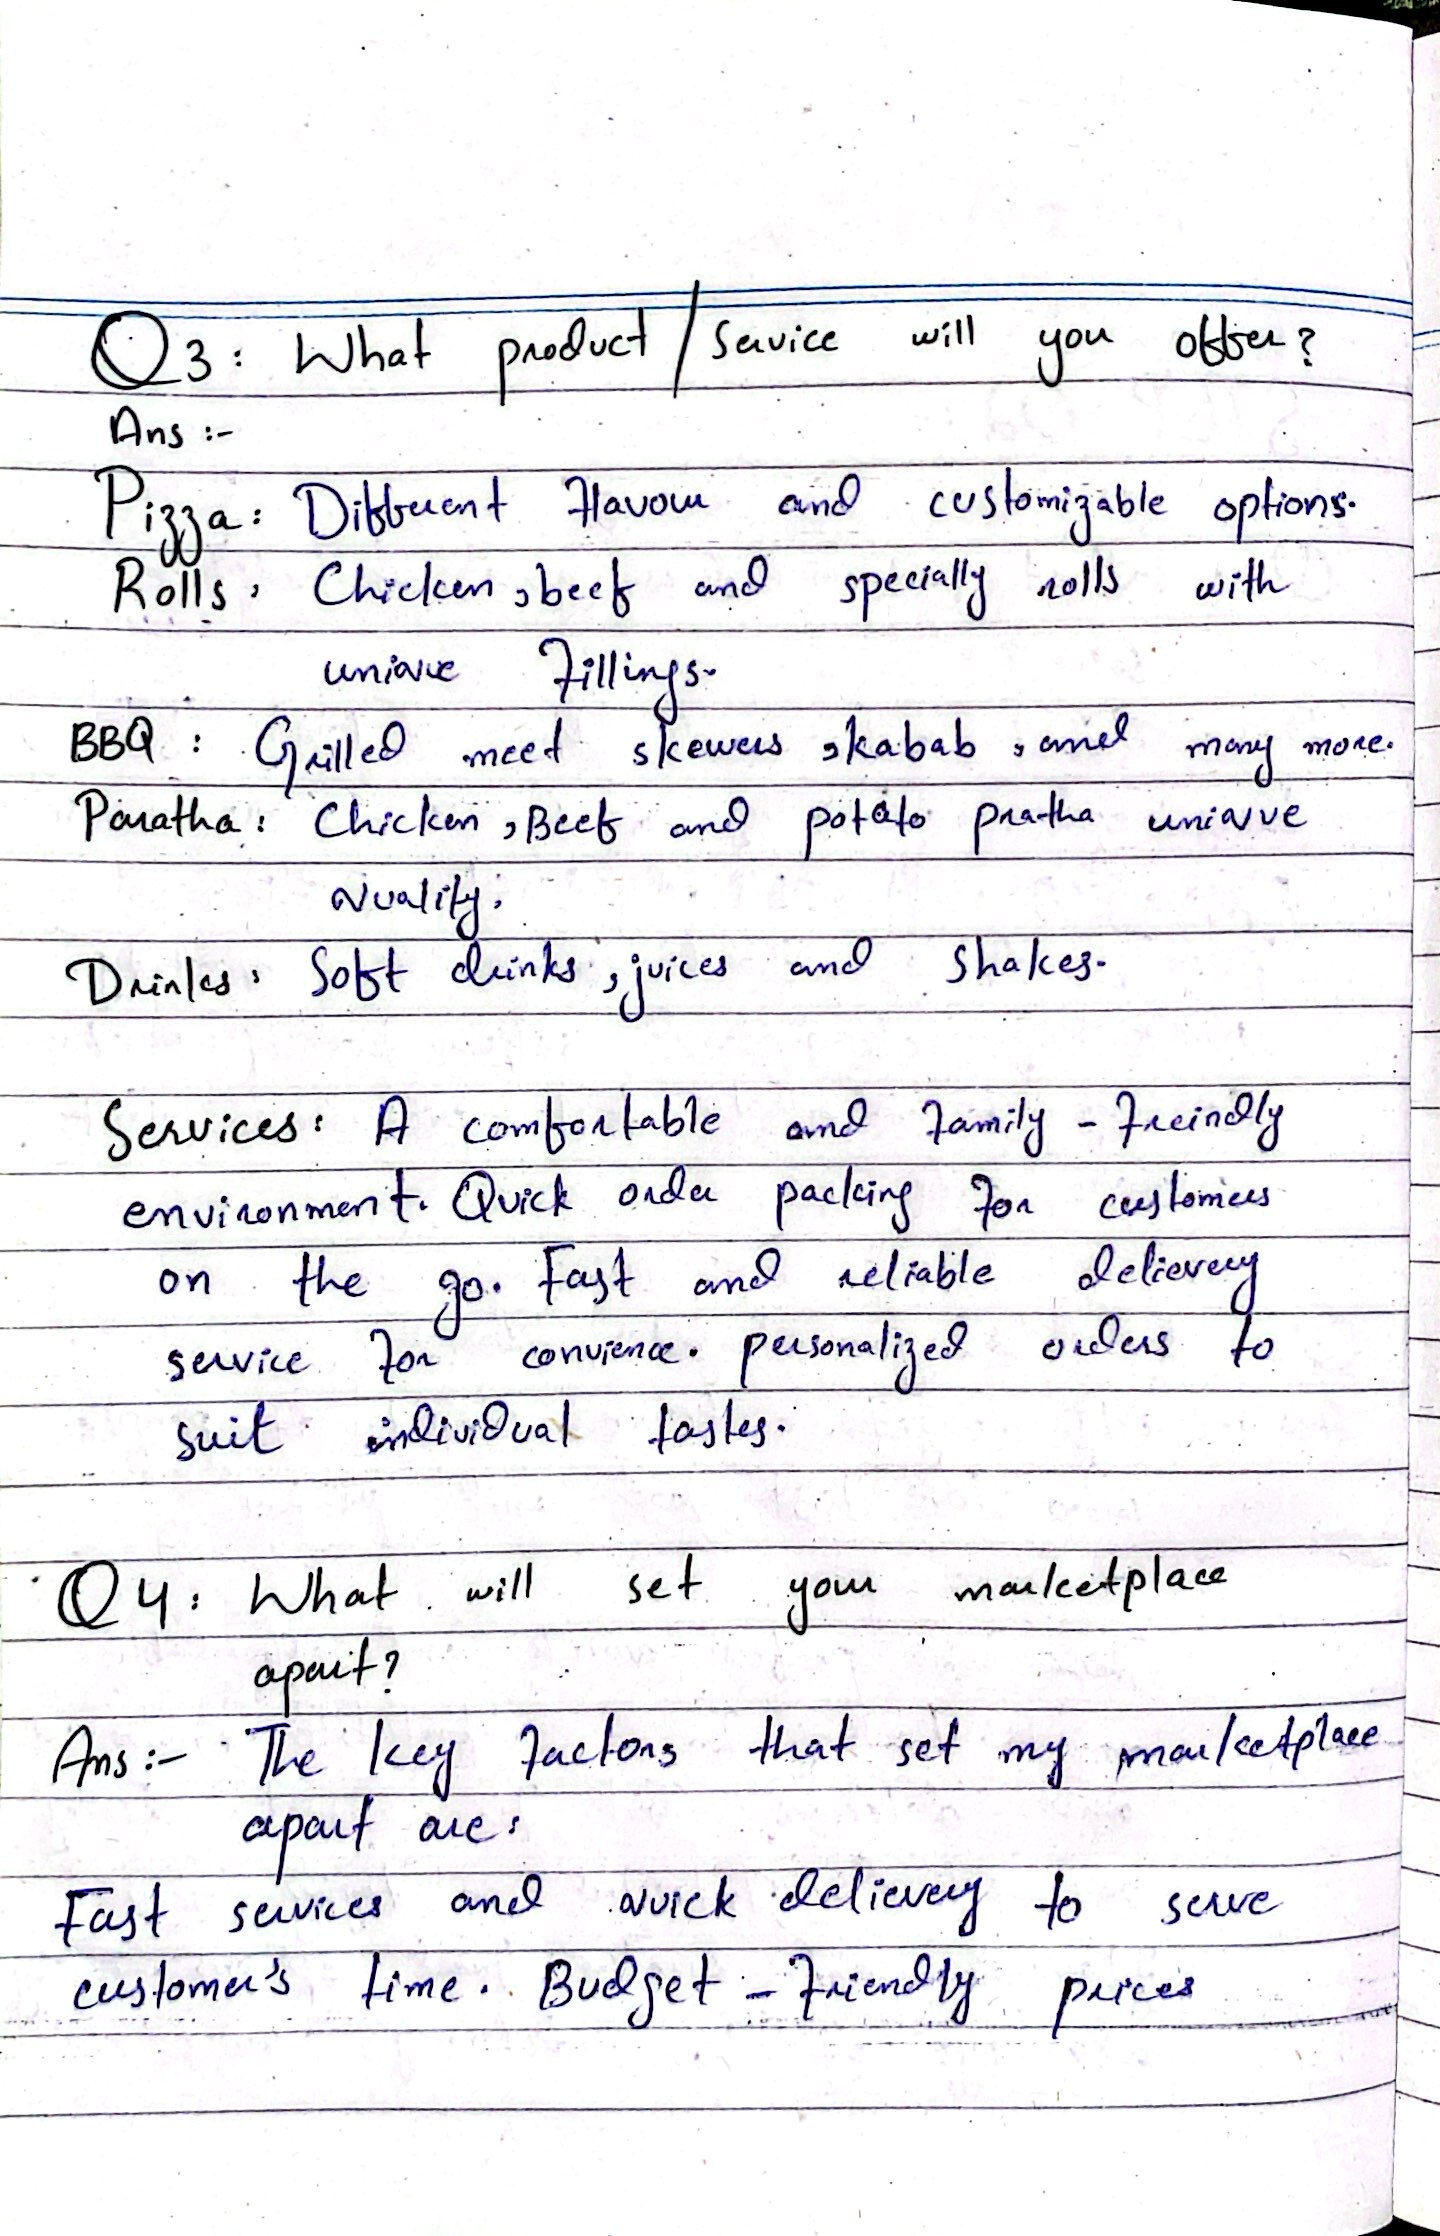 Q3: What product / Service will you offer?
Ans :-
Pizza: Different flavour and customizable options.
Rolls: Chicken, beef and specially rolls with
unique fillings.
BBQ : Grilled meet skewers, kabab, and many more.
Paratha: Chicken, Beef and potato pratha unique
quality.
Drinks: Soft drinks, juices and shakes.
Services: A comfortable and family - freindly
environment. Quick order packing for customers
on the go. Fast and reliable delievery
service for convience. personalized orders to
suit individual tastes.
Q4: What will set your marketplace
apart?
Ans :- The key factors that set my marketplace
apart are:
Fast services and quick delievery to serve
customer's time. Budget - friendly prices